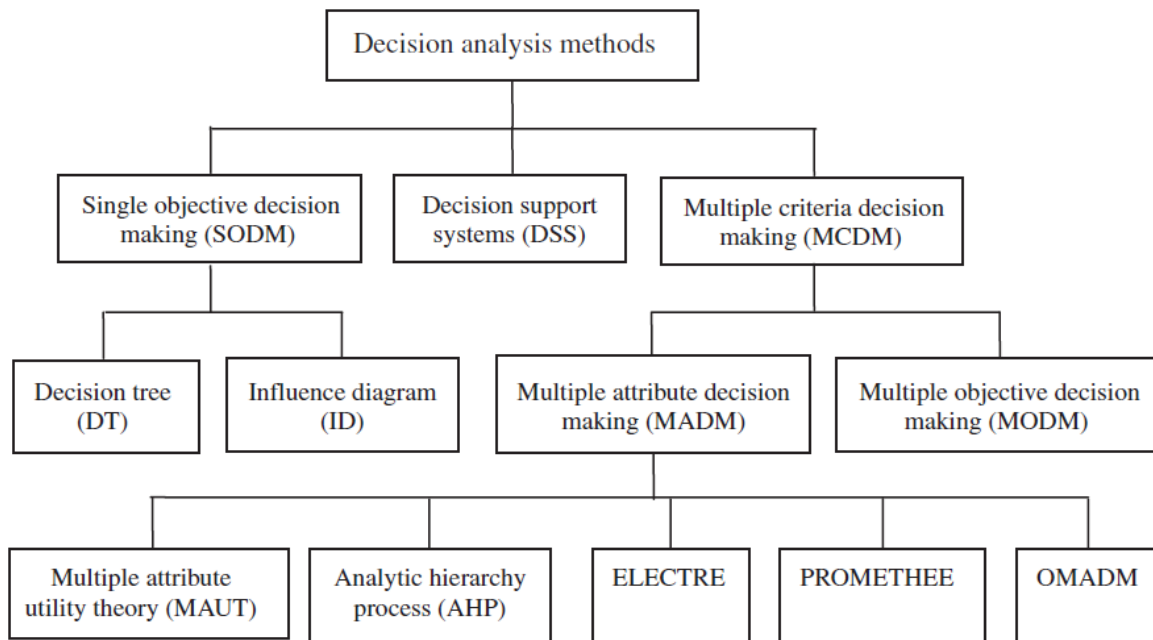 Decision analysis methods
Single objective decision
making (SODM)
Decision support
systems (DSS)
Multiple criteria decision
making (MCDM)
Decision tree
(DT)
Influence diagram
(ID)
Multiple attribute decision
making (MADM)
Multiple objective decision
making (MODM)
Multiple attribute
utility theory (MAUT)
Analytic hierarchy
process (AHP)
ELECTRE
PROMETHEE
OMADM